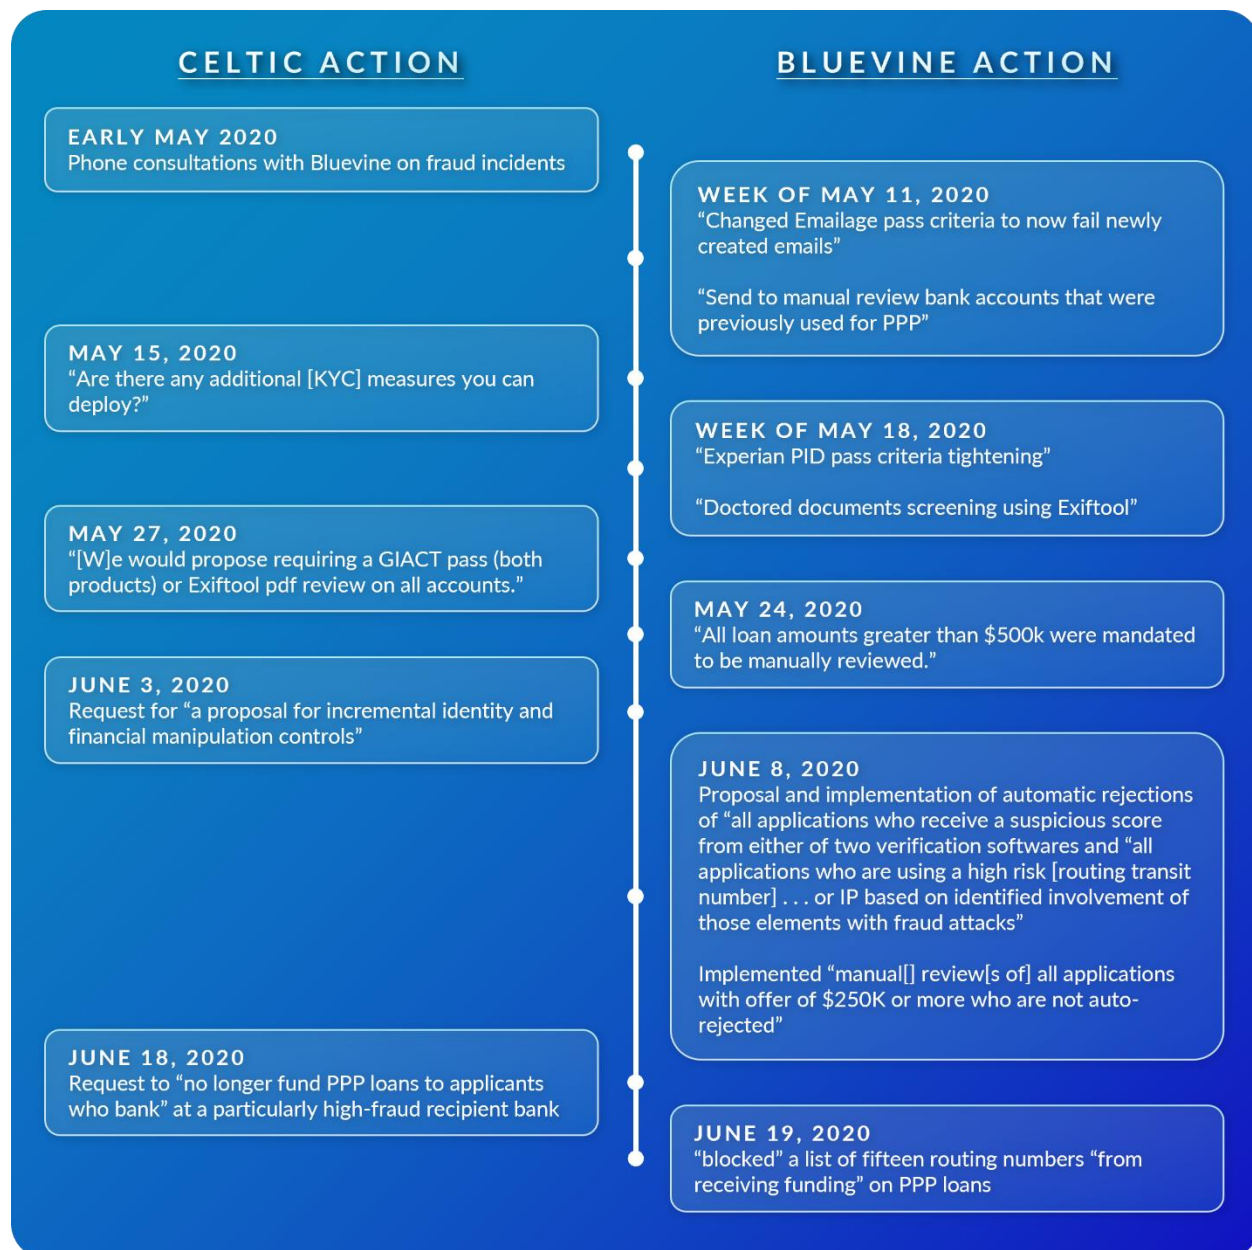 CELTIC ACTION
BLUEVINE ACTION
EARLY MAY 2020
Phone consultations with Bluevine on fraud incidents
WEEK OF MAY 11, 2020
“Changed Emailage pass criteria to now fail newly
created emails”
“Send to manual review bank accounts that were
previously used for PPP”
MAY 15, 2020
“Are there any additional [KYC] measures you can
deploy?”
WEEK OF MAY 18, 2020
“Experian PID pass criteria tightening”
“Doctored documents screening using Exiftool”
MAY 27, 2020
“[W]e would propose requiring a GIACT pass (both
products) or Exiftool pdf review on all accounts.”
MAY 24, 2020
“All loan amounts greater than $500k were mandated
to be manually reviewed.”
JUNE 3, 2020
Request for “a proposal for incremental identity and
financial manipulation controls”
JUNE 8, 2020
Proposal and implementation of automatic rejections
of “all applications who receive a suspicious score
from either of two verification softwares and “all
applications who are using a high risk [routing transit
number] . . . or IP based on identified involvement of
those elements with fraud attacks”
Implemented “manual[] review[s of] all applications
with offer of $250K or more who are not auto-
rejected”
JUNE 18, 2020
Request to “no longer fund PPP loans to applicants
who bank” at a particularly high-fraud recipient bank
JUNE 19, 2020
“blocked” a list of fifteen routing numbers “from
receiving funding” on PPP loans